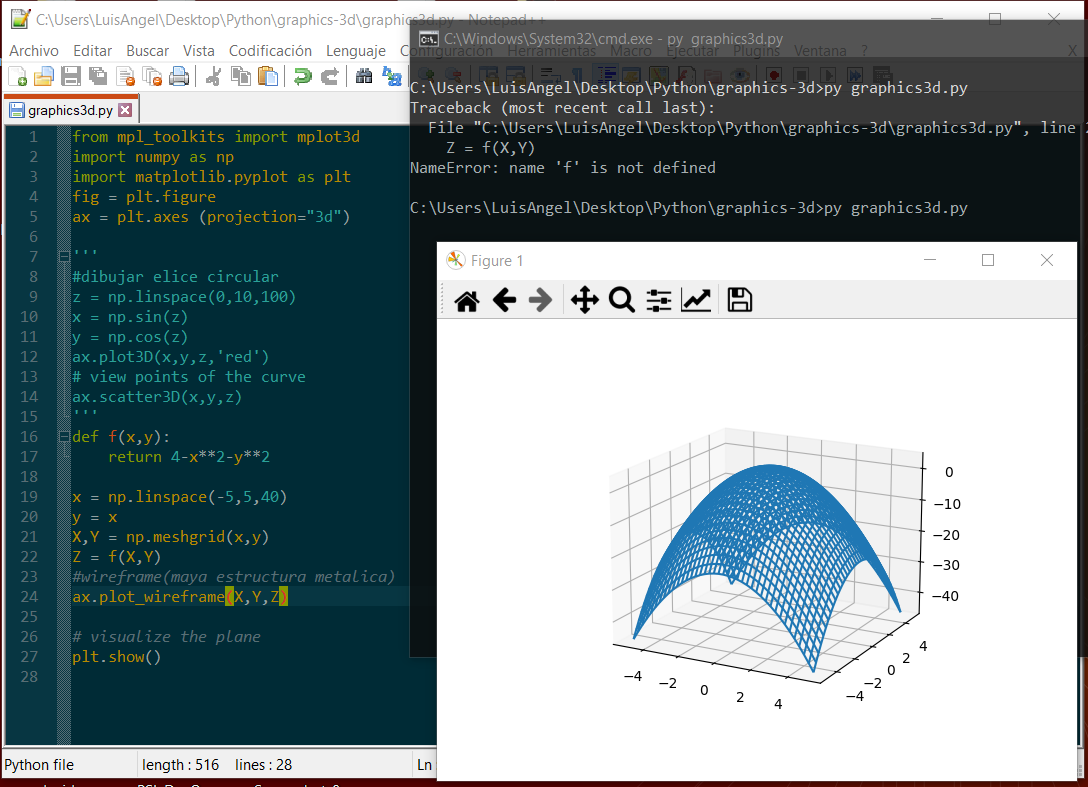 C:\Users\LuisAngel\Desktop\Python\graphics-3d\graphics3d.py - Notepad++
Archivo Editar Buscar Vista Codificación Lenguaje Configuración Herramientas Macro Ejecutar Plugins Ventana ? X
graphics3d.py
1 from mpl_toolkits import mplot3d
2 import numpy as np
3 import matplotlib.pyplot as plt
4 fig = plt.figure
5 ax = plt.axes (projection="3d")
6
7 '''
8 #dibujar elice circular
9 z = np.linspace(0,10,100)
10 x = np.sin(z)
11 y = np.cos(z)
12 ax.plot3D(x,y,z,'red')
13 # view points of the curve
14 ax.scatter3D(x,y,z)
15 '''
16 def f(x,y):
17 return 4-x**2-y**2
18
19 x = np.linspace(-5,5,40)
20 y = x
21 X,Y = np.meshgrid(x,y)
22 Z = f(X,Y)
23 #wireframe(maya estructura metalica)
24 ax.plot_wireframe(X,Y,Z)
25
26 # visualize the plane
27 plt.show()
28
Python file length : 516 lines : 28 Ln
C:\Windows\System32\cmd.exe - py graphics3d.py
C:\Users\LuisAngel\Desktop\Python\graphics-3d>py graphics3d.py
Traceback (most recent call last):
File "C:\Users\LuisAngel\Desktop\Python\graphics-3d\graphics3d.py", line
Z = f(X,Y)
NameError: name 'f' is not defined
C:\Users\LuisAngel\Desktop\Python\graphics-3d>py graphics3d.py
Figure 1
0
−10
−20
−30
−40
−4 −2 0 2 4
−4 −2 0 2 4